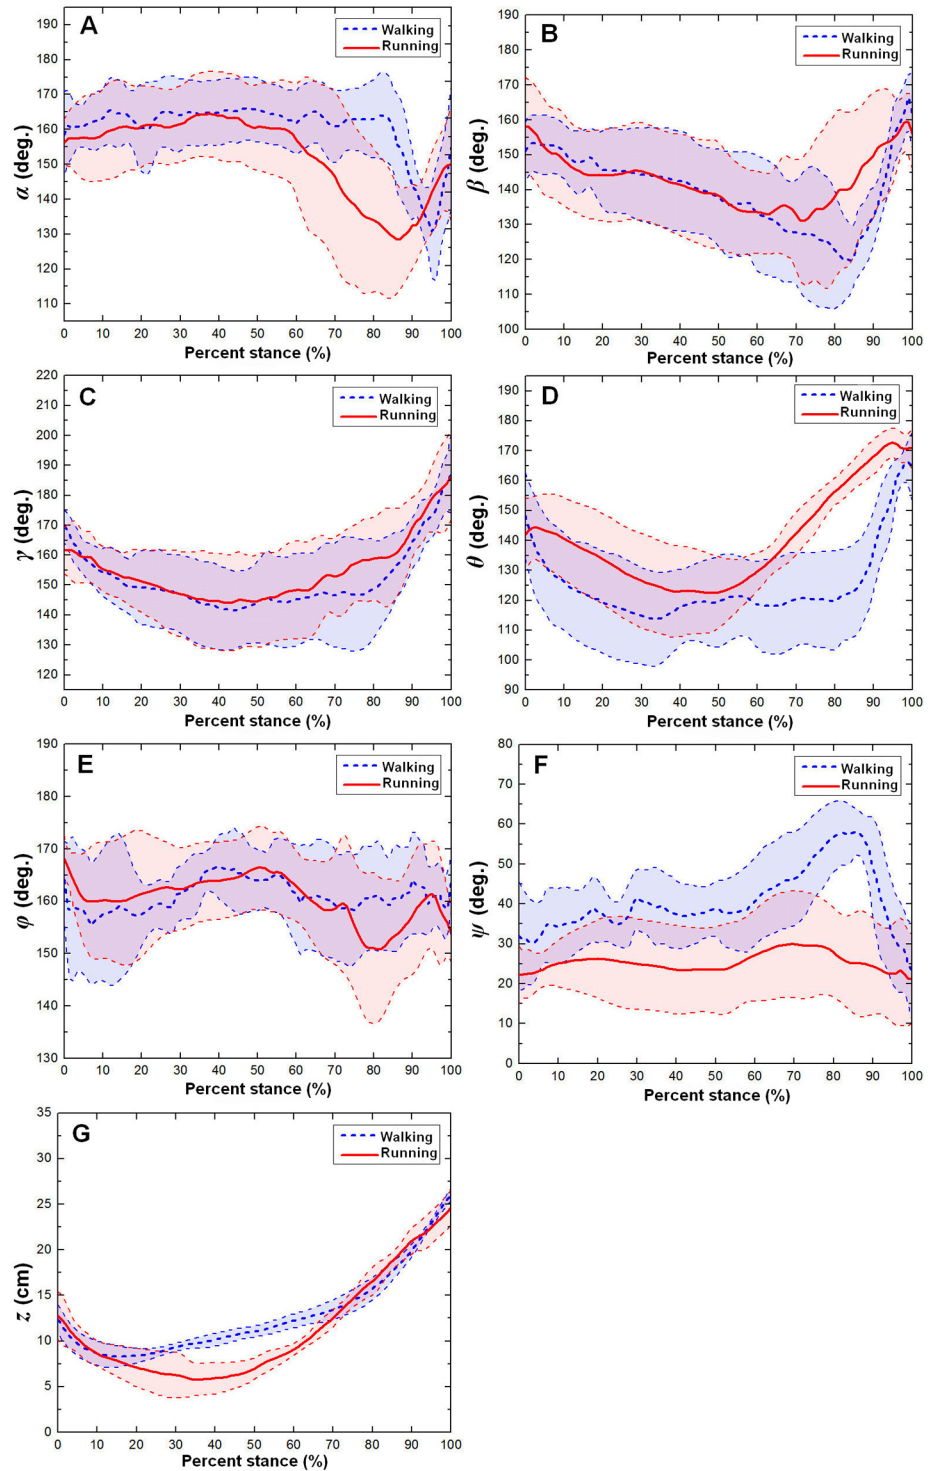 A
Walking
Running
α (deg.)
190
180
170
160
150
140
130
120
110
0 10 20 30 40 50 60 70 80 90 100
Percent stance (%)
B
Walking
Running
β (deg.)
190
180
170
160
150
140
130
120
110
100
0 10 20 30 40 50 60 70 80 90 100
Percent stance (%)
C
Walking
Running
γ (deg.)
220
210
200
190
180
170
160
150
140
130
120
0 10 20 30 40 50 60 70 80 90 100
Percent stance (%)
D
Walking
Running
θ (deg.)
190
180
170
160
150
140
130
120
110
100
90
0 10 20 30 40 50 60 70 80 90 100
Percent stance (%)
E
Walking
Running
φ (deg.)
190
180
170
160
150
140
130
0 10 20 30 40 50 60 70 80 90 100
Percent stance (%)
F
Walking
Running
ψ (deg.)
80
70
60
50
40
30
20
10
0
0 10 20 30 40 50 60 70 80 90 100
Percent stance (%)
G
Walking
Running
z (cm)
35
30
25
20
15
10
5
0
0 10 20 30 40 50 60 70 80 90 100
Percent stance (%)